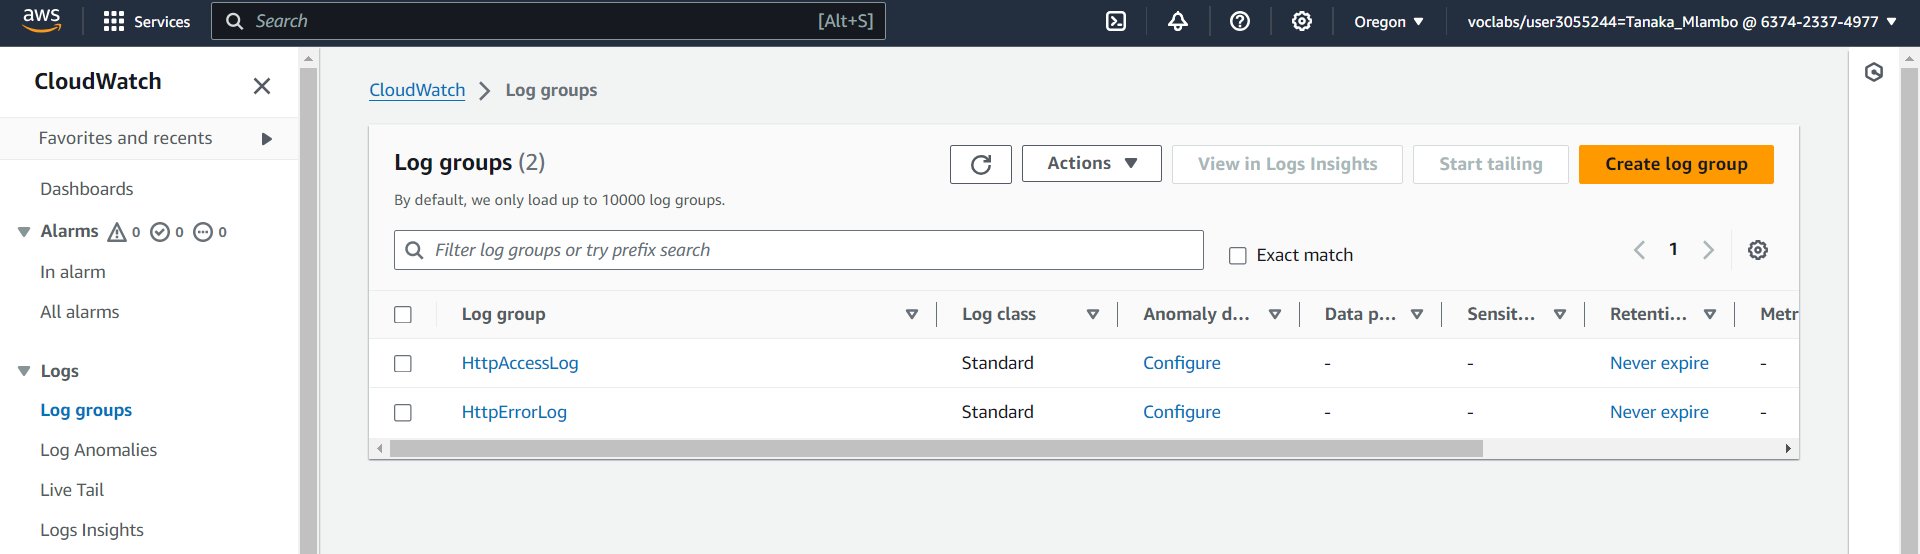 aws Services Search [Alt+S] Oregon voclabs/user3055244=Tanaka_Mlambo @ 6374-2337-4977
CloudWatch
Favorites and recents
Dashboards
Alarms 0 0 0
In alarm
All alarms
Logs
Log groups
Log Anomalies
Live Tail
Logs Insights
CloudWatch Log groups
Log groups (2) Actions View in Logs Insights Start tailing Create log group
By default, we only load up to 10000 log groups.
Filter log groups or try prefix search Exact match 1
Log group Log class Anomaly d... Data p... Sensit... Retenti... Metr
HttpAccessLog Standard Configure - - Never expire -
HttpErrorLog Standard Configure - - Never expire -